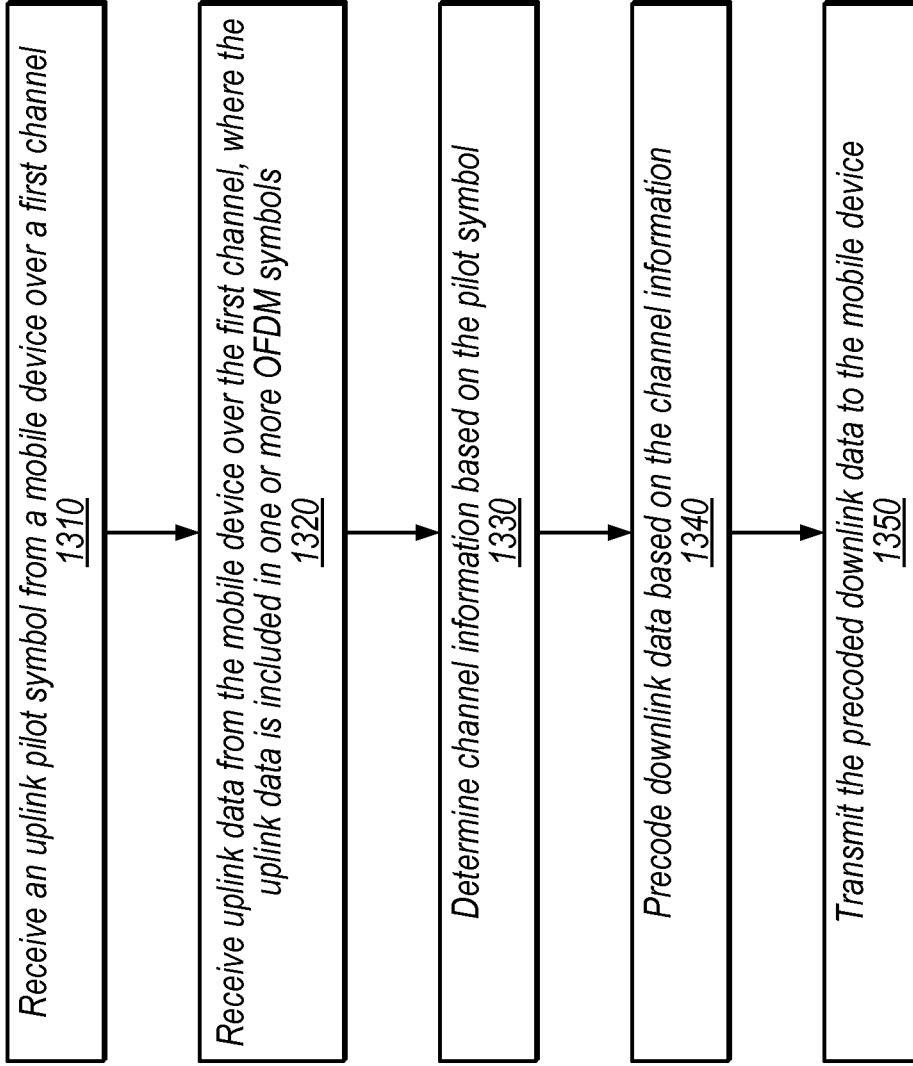 Receive an uplink pilot symbol from a mobile device over a first channel
1310
Receive uplink data from the mobile device over the first channel, where the
uplink data is included in one or more OFDM symbols
1320
Determine channel information based on the pilot symbol
1330
Precode downlink data based on the channel information
1340
Transmit the precoded downlink data to the mobile device
1350